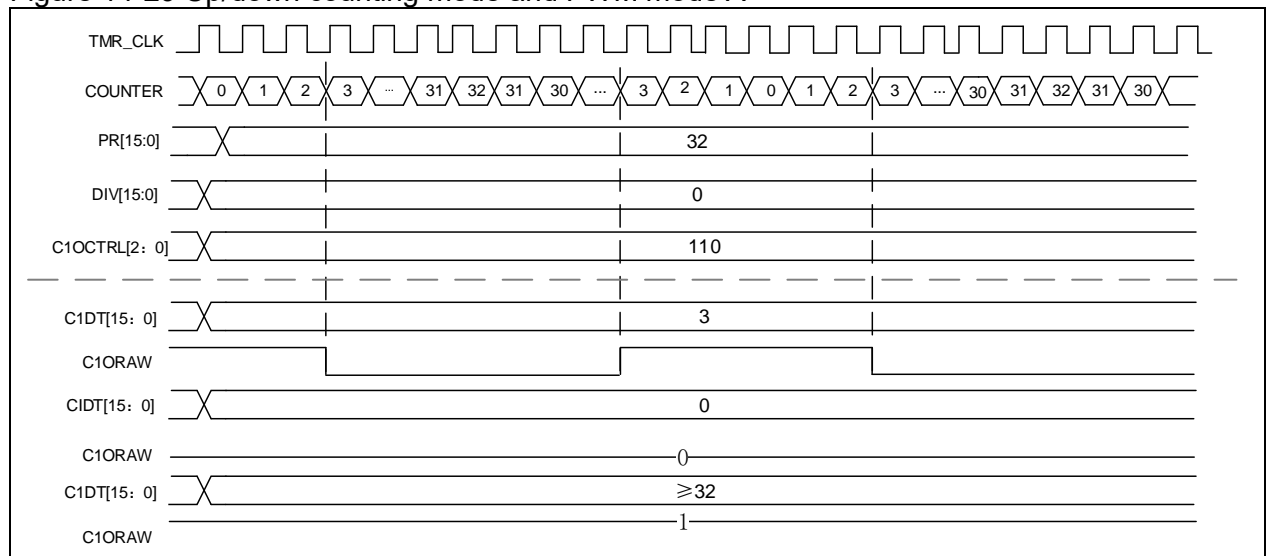 TMR_CLK
COUNTER 0 1 2 3 ... 31 32 31 30 ... 3 2 1 0 1 2 3 ... 30 31 32 31 30
PR[15:0] 32
DIV[15:0] 0
C1OCTRL[2：0] 110
C1DT[15：0] 3
C1ORAW
CIDT[15：0] 0
C1ORAW 0
C1DT[15：0] ≥32
C1ORAW 1